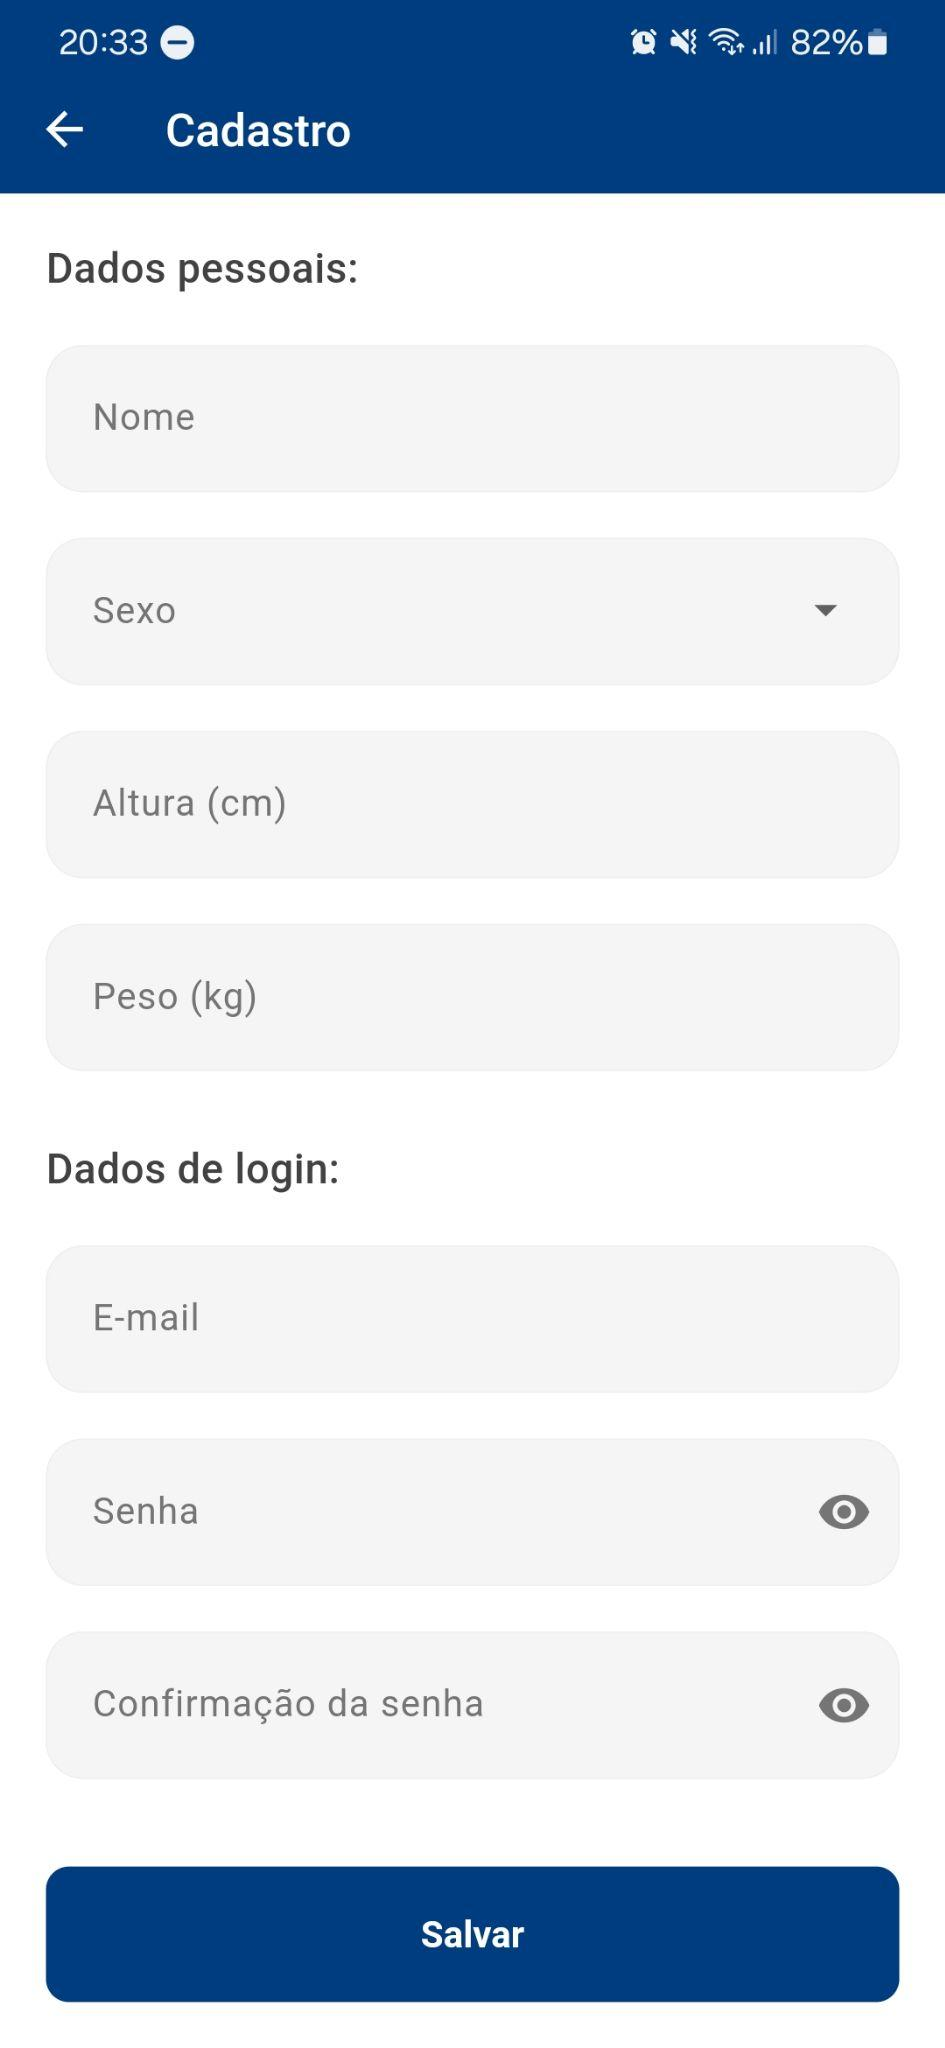 20:33
82%
Cadastro
Dados pessoais:
Nome
Sexo
Altura (cm)
Peso (kg)
Dados de login:
E-mail
Senha
Confirmação da senha
Salvar